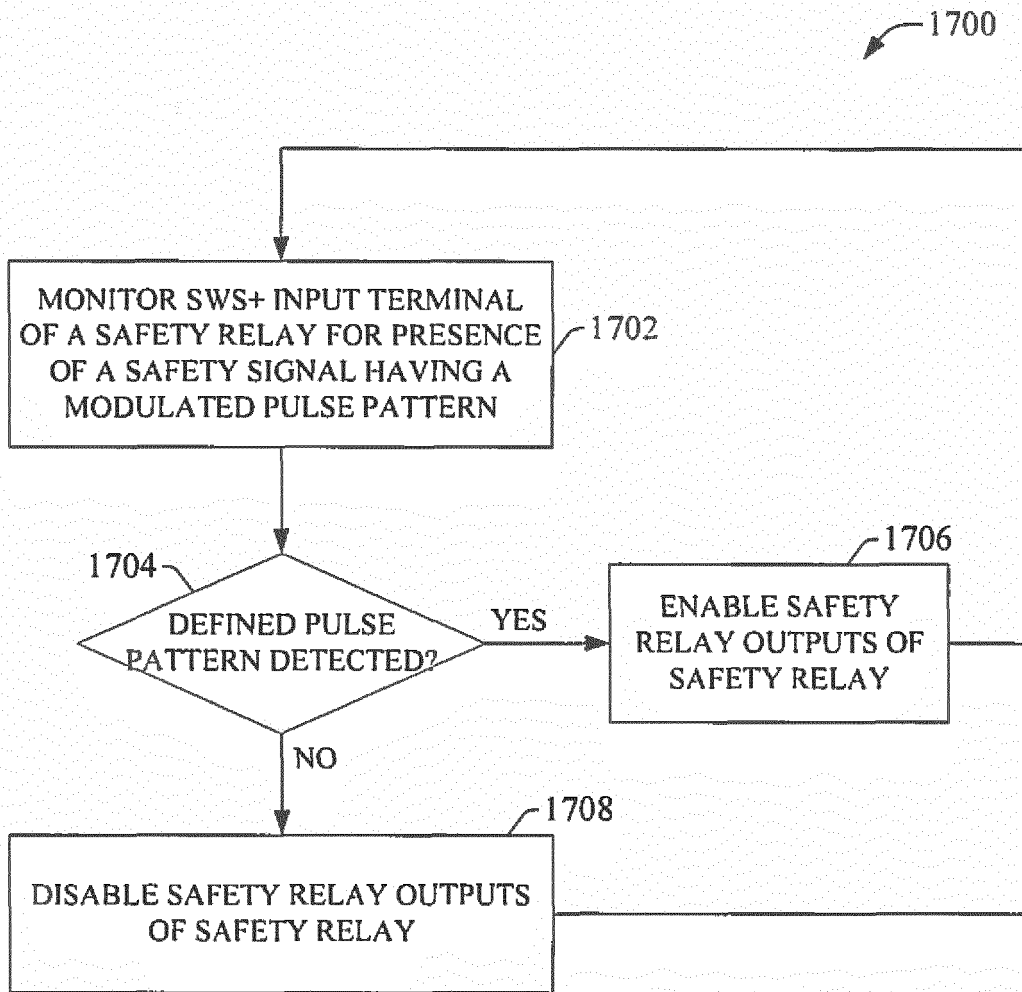 1700
MONITOR SWS+ INPUT TERMINAL
OF A SAFETY RELAY FOR PRESENCE
OF A SAFETY SIGNAL HAVING A
MODULATED PULSE PATTERN
1702
1704
DEFINED PULSE
PATTERN DETECTED?
YES
1706
ENABLE SAFETY
RELAY OUTPUTS OF
SAFETY RELAY
NO
1708
DISABLE SAFETY RELAY OUTPUTS
OF SAFETY RELAY